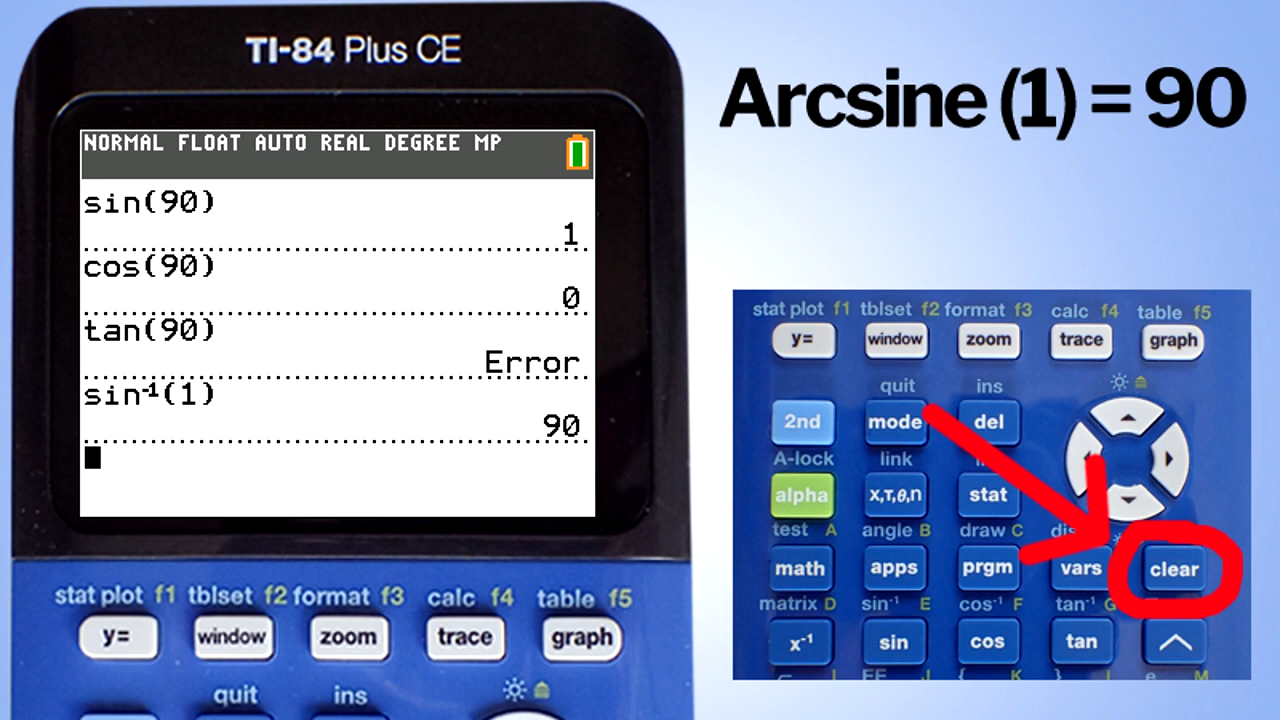 TI-84 Plus CE
NORMAL FLOAT AUTO REAL DEGREE MP
sin(90)
1
cos(90)
0
tan(90)
Error
sin⁻¹(1)
90
stat plot f1 tblset f2 format f3 calc f4 table f5
y= window zoom trace graph
quit ins
Arcsine (1) = 90
stat plot f1 tblset f2 format f3 calc f4 table f5
y= window zoom trace graph
quit ins
2nd mode del
A-lock link
alpha x,T,θ,n stat
test A angle B draw C
math apps prgm vars clear
matrix D sin⁻¹ E cos⁻¹ F tan⁻¹ G
x⁻¹ sin cos tan ^